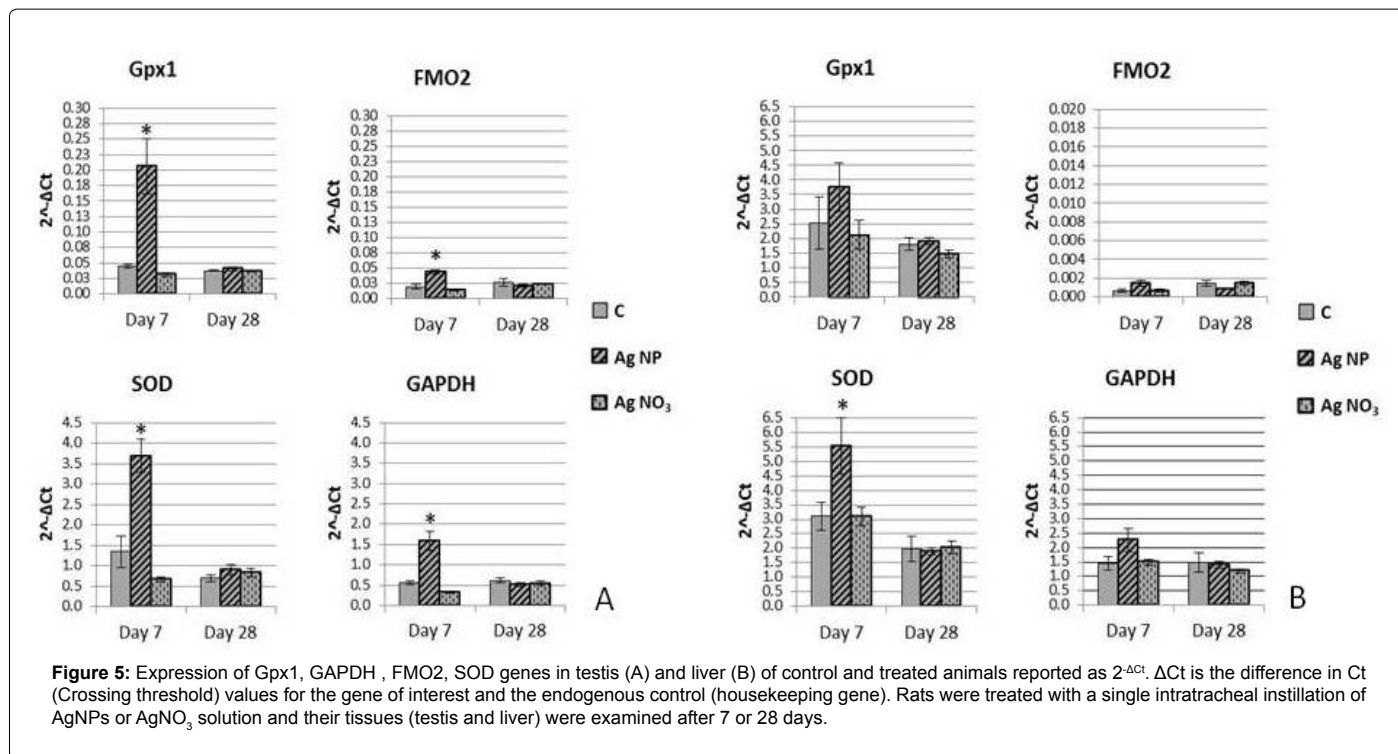 Gpx1
2^-ΔCt
0.30
0.28
0.25
0.23
0.20
0.18
0.15
0.13
0.10
0.08
0.05
0.03
0.00
*
Day 7 Day 28
FMO2
2^-ΔCt
0.30
0.28
0.25
0.23
0.20
0.18
0.15
0.13
0.10
0.08
0.05
0.03
0.00
*
Day 7 Day 28
SOD
2^-ΔCt
4.5
4.0
3.5
3.0
2.5
2.0
1.5
1.0
0.5
0.0
*
Day 7 Day 28
GAPDH
2^-ΔCt
4.5
4.0
3.5
3.0
2.5
2.0
1.5
1.0
0.5
0.0
*
Day 7 Day 28
C
Ag NP
Ag NO₃
A
Gpx1
2^-ΔCt
6.5
6.0
5.5
5.0
4.5
4.0
3.5
3.0
2.5
2.0
1.5
1.0
0.5
0.0
Day 7 Day 28
FMO2
2^-ΔCt
0.020
0.018
0.016
0.014
0.012
0.010
0.008
0.006
0.004
0.002
0.000
Day 7 Day 28
SOD
2^-ΔCt
6.5
6.0
5.5
5.0
4.5
4.0
3.5
3.0
2.5
2.0
1.5
1.0
0.5
0.0
*
Day 7 Day 28
GAPDH
2^-ΔCt
6.5
6.0
5.5
5.0
4.5
4.0
3.5
3.0
2.5
2.0
1.5
1.0
0.5
0.0
Day 7 Day 28
C
Ag NP
Ag NO₃
B
Figure 5: Expression of Gpx1, GAPDH , FMO2, SOD genes in testis (A) and liver (B) of control and treated animals reported as 2^-ΔCt. ΔCt is the difference in Ct
(Crossing threshold) values for the gene of interest and the endogenous control (housekeeping gene). Rats were treated with a single intratracheal instillation of
AgNPs or AgNO₃ solution and their tissues (testis and liver) were examined after 7 or 28 days.